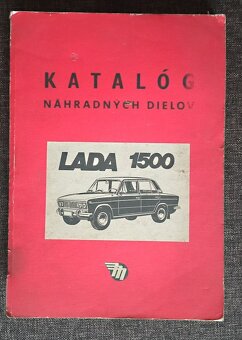 KATALÓG
NÁHRADNÝCH DIELOV
LADA 1500